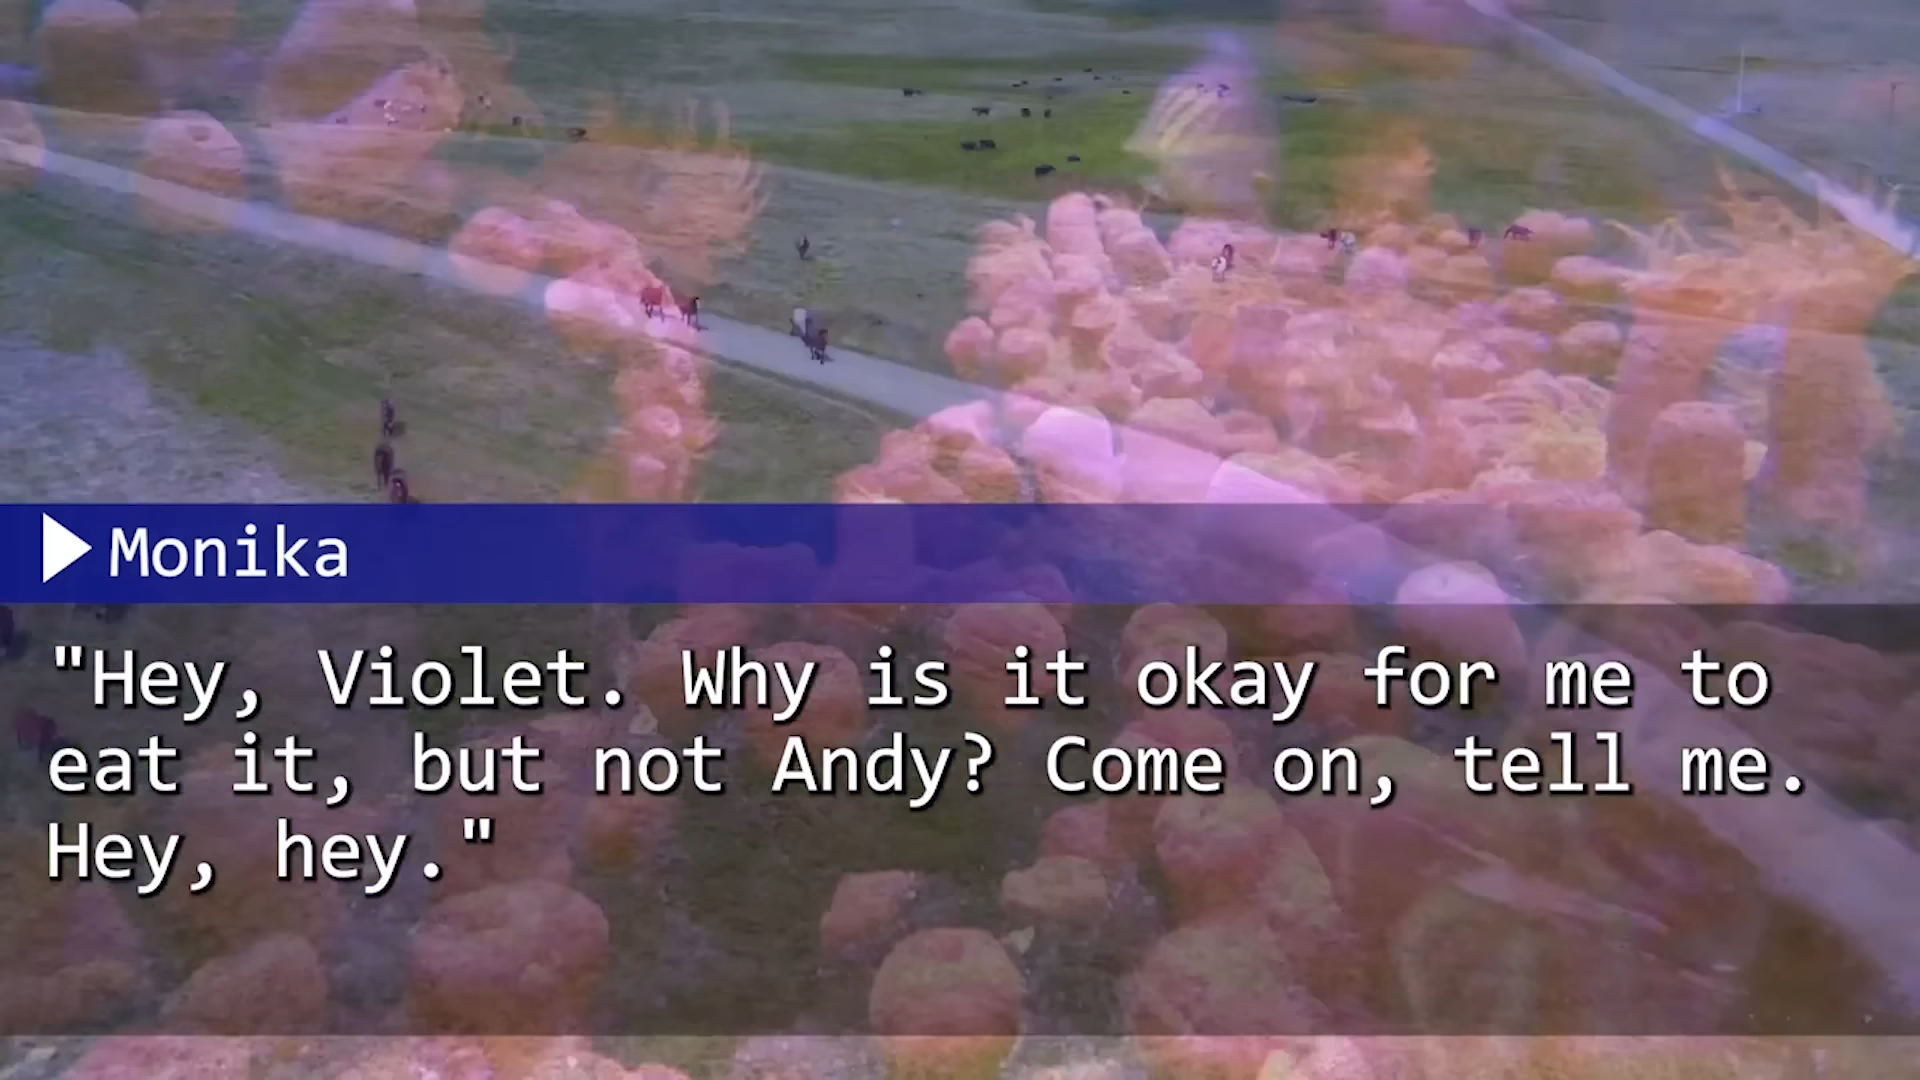 Monika
"Hey, Violet. Why is it okay for me to
eat it, but not Andy? Come on, tell me.
Hey, hey."